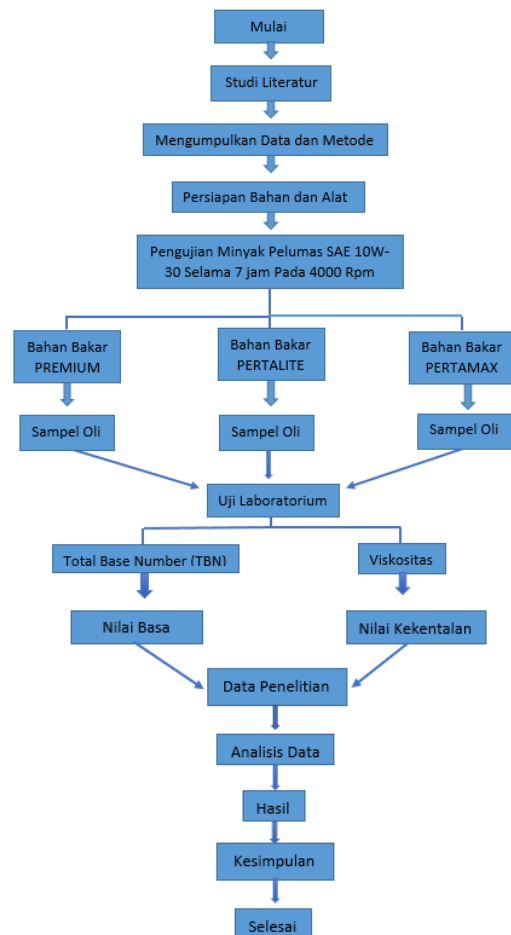 Mulai
Studi Literatur
Mengumpulkan Data dan Metode
Persiapan Bahan dan Alat
Pengujian Minyak Pelumas SAE 10W-
30 Selama 7 jam Pada 4000 Rpm
Bahan Bakar
PREMIUM
Bahan Bakar
PERTALITE
Bahan Bakar
PERTAMAX
Sampel Oli
Sampel Oli
Sampel Oli
Uji Laboratorium
Total Base Number (TBN)
Viskositas
Nilai Basa
Nilai Kekentalan
Data Penelitian
Analisis Data
Hasil
Kesimpulan
Selesai